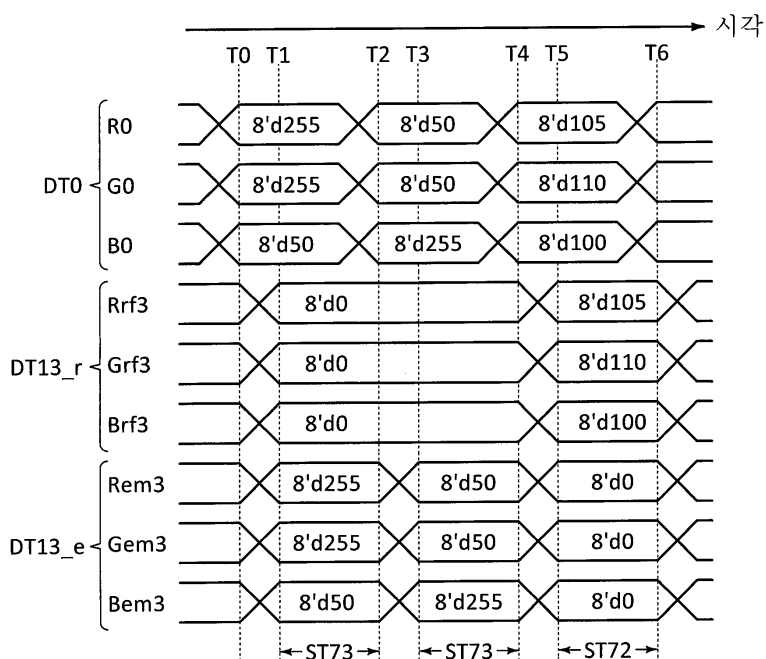 시각
T0 T1 T2 T3 T4 T5 T6
DT0
R0 8'd255 8'd50 8'd105
G0 8'd255 8'd50 8'd110
B0 8'd50 8'd255 8'd100
DT13_r
Rrf3 8'd0 8'd105
Grf3 8'd0 8'd110
Brf3 8'd0 8'd100
DT13_e
Rem3 8'd255 8'd50 8'd0
Gem3 8'd255 8'd50 8'd0
Bem3 8'd50 8'd255 8'd0
ST73 ST73 ST72